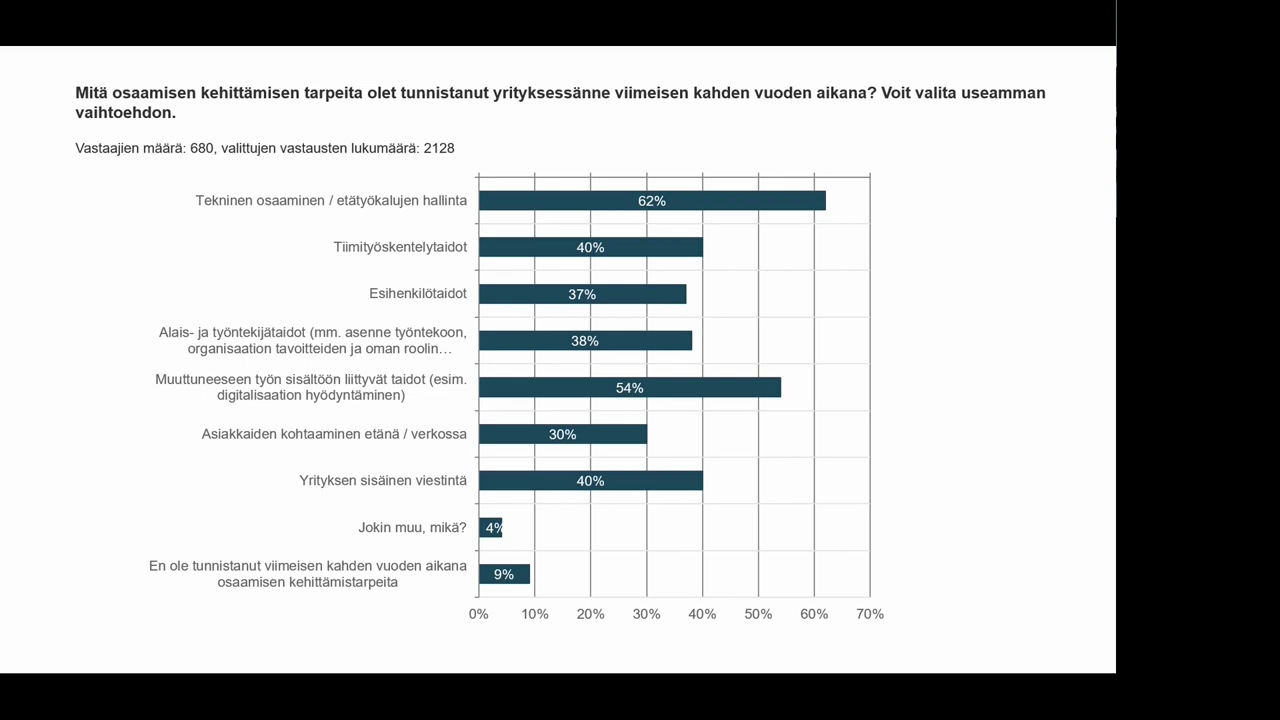 Mitä osaamisen kehittämisen tarpeita olet tunnistanut yrityksessänne viimeisen kahden vuoden aikana? Voit valita useamman
vaihtoehdon.
Vastaajien määrä: 680, valittujen vastausten lukumäärä: 2128
Tekninen osaaminen / etätyökalujen hallinta
62%
Tiimityöskentelytaidot
40%
Esihenkilötaidot
37%
Alais- ja työntekijätaidot (mm. asenne työntekoon,
organisaation tavoitteiden ja oman roolin…
38%
Muuttuneeseen työn sisältöön liittyvät taidot (esim.
digitalisaation hyödyntäminen)
54%
Asiakkaiden kohtaaminen etänä / verkossa
30%
Yrityksen sisäinen viestintä
40%
Jokin muu, mikä?
4%
En ole tunnistanut viimeisen kahden vuoden aikana
osaamisen kehittämistarpeita
9%
0% 10% 20% 30% 40% 50% 60% 70%